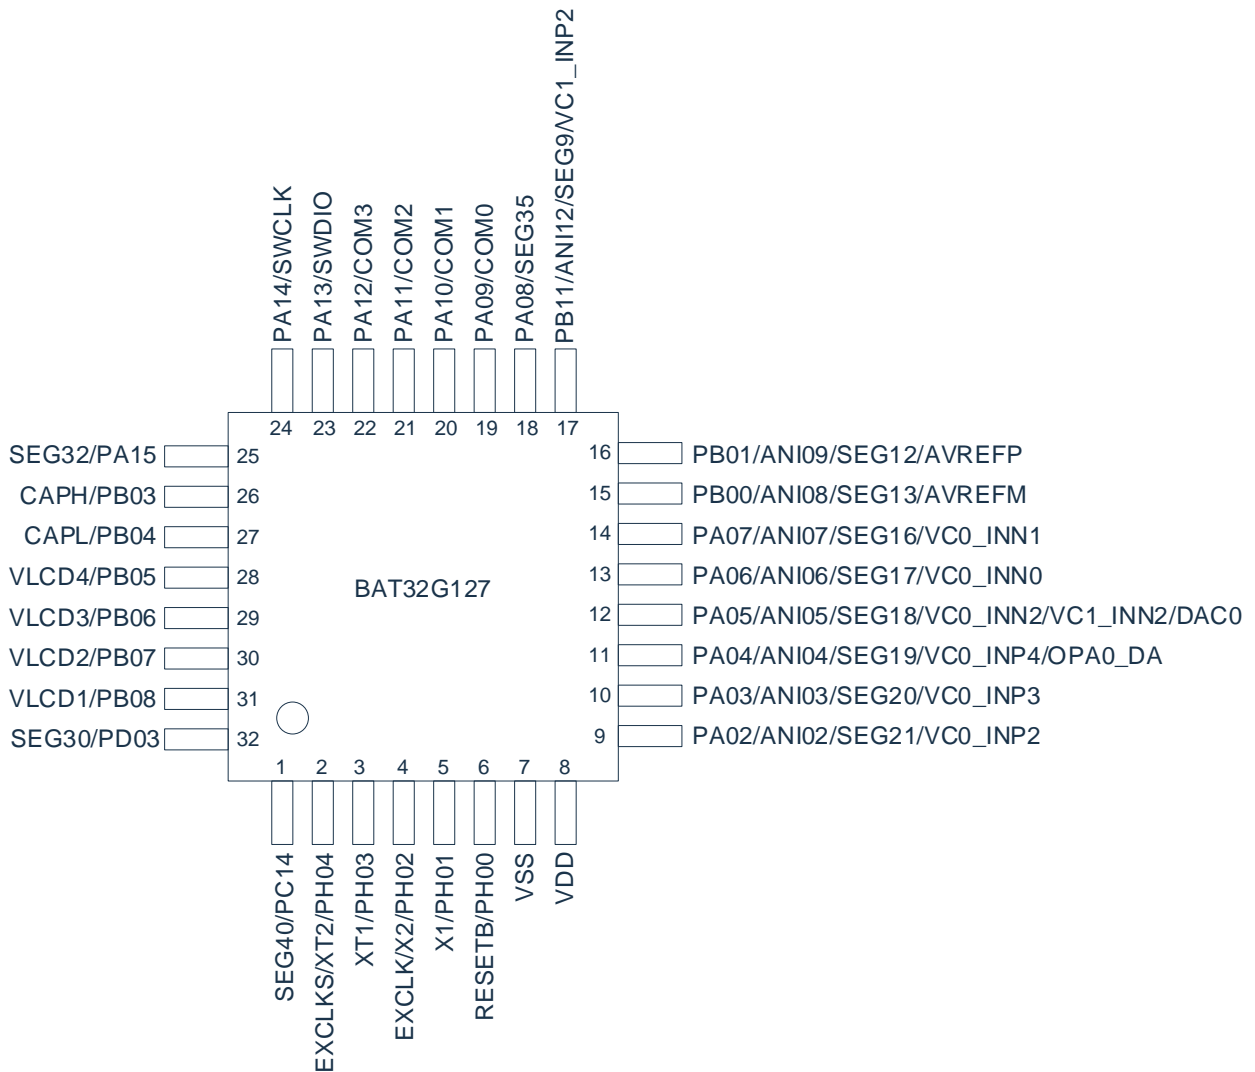 PA14/SWCLK
PA13/SWDIO
PA12/COM3
PA11/COM2
PA10/COM1
PA09/COM0
PA08/SEG35
PB11/ANI12/SEG9/VC1_INP2
24
23
22
21
20
19
18
17
SEG32/PA15
25
CAPH/PB03
26
CAPL/PB04
27
VLCD4/PB05
28
VLCD3/PB06
29
VLCD2/PB07
30
VLCD1/PB08
31
SEG30/PD03
32
BAT32G127
16
PB01/ANI09/SEG12/AVREFP
15
PB00/ANI08/SEG13/AVREFM
14
PA07/ANI07/SEG16/VC0_INN1
13
PA06/ANI06/SEG17/VC0_INN0
12
PA05/ANI05/SEG18/VC0_INN2/VC1_INN2/DAC0
11
PA04/ANI04/SEG19/VC0_INP4/OPA0_DA
10
PA03/ANI03/SEG20/VC0_INP3
9
PA02/ANI02/SEG21/VC0_INP2
1
2
3
4
5
6
7
8
SEG40/PC14
EXCLKS/XT2/PH04
XT1/PH03
EXCLK/X2/PH02
X1/PH01
RESETB/PH00
VSS
VDD